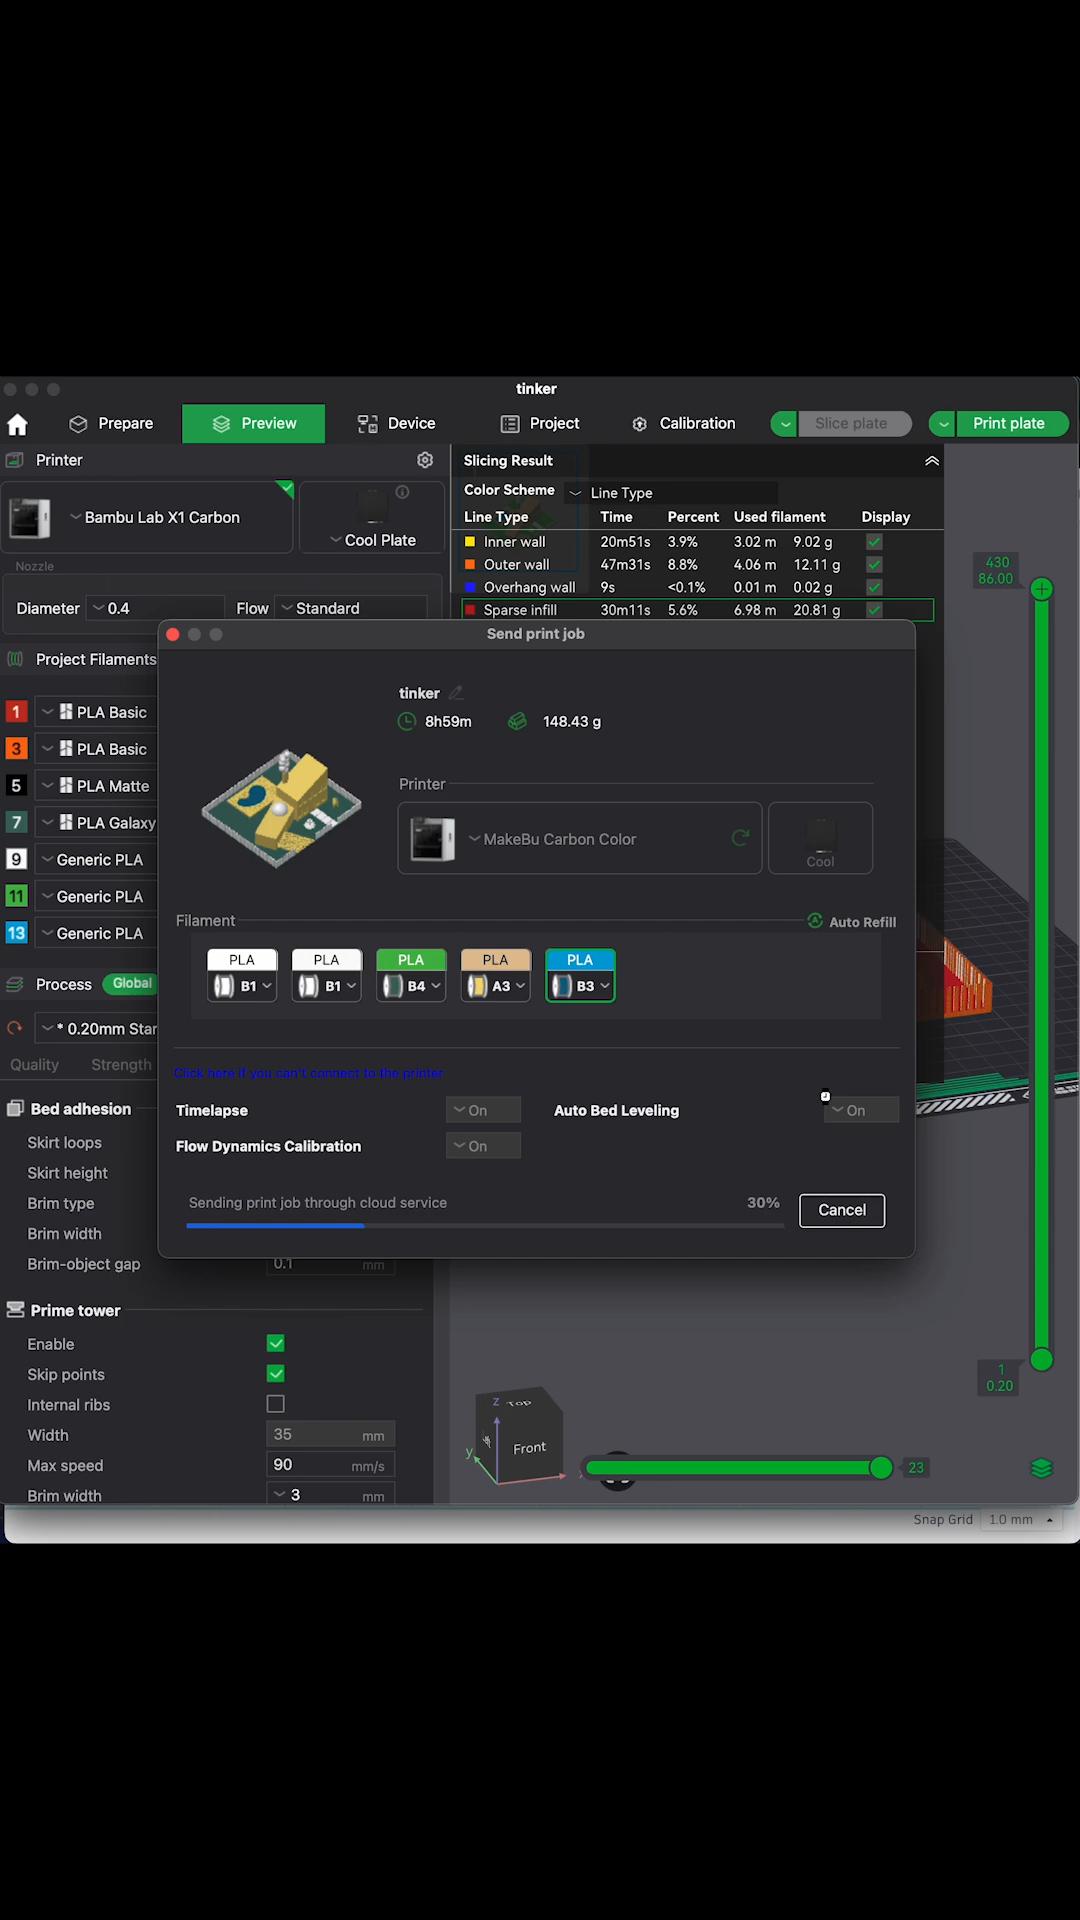 tinker
Prepare
Preview
Device
Project
Calibration
Slice plate
Print plate
Printer
Bambu Lab X1 Carbon
Cool Plate
Nozzle
Diameter
0.4
Flow
Standard
Slicing Result
Color Scheme
Line Type
Line Type Time Percent Used filament Display
Inner wall 20m51s 3.9% 3.02 m 9.02 g
Outer wall 47m31s 8.8% 4.06 m 12.11 g
Overhang wall 9s <0.1% 0.01 m 0.02 g
Sparse infill 30m11s 5.6% 6.98 m 20.81 g
430
86.00
Project Filaments
1 PLA Basic
3 PLA Basic
5 PLA Matte
7 PLA Galaxy
9 Generic PLA
11 Generic PLA
13 Generic PLA
Process
Global
* 0.20mm Star
Quality
Strength
Bed adhesion
Skirt loops
Skirt height
Brim type
Brim width
Brim-object gap
0.1 mm
Prime tower
Enable
Skip points
Internal ribs
Width 35 mm
Max speed 90 mm/s
Brim width 3 mm
Send print job
tinker
8h59m
148.43 g
Printer
MakeBu Carbon Color
Cool
Filament
Auto Refill
PLA PLA PLA PLA PLA
B1 B1 B4 A3 B3
Click here if you can't connect to the printer
Timelapse On
Auto Bed Leveling On
Flow Dynamics Calibration On
Sending print job through cloud service
30%
Cancel
1
0.20
Z
Top
Front
y
23
Snap Grid 1.0 mm